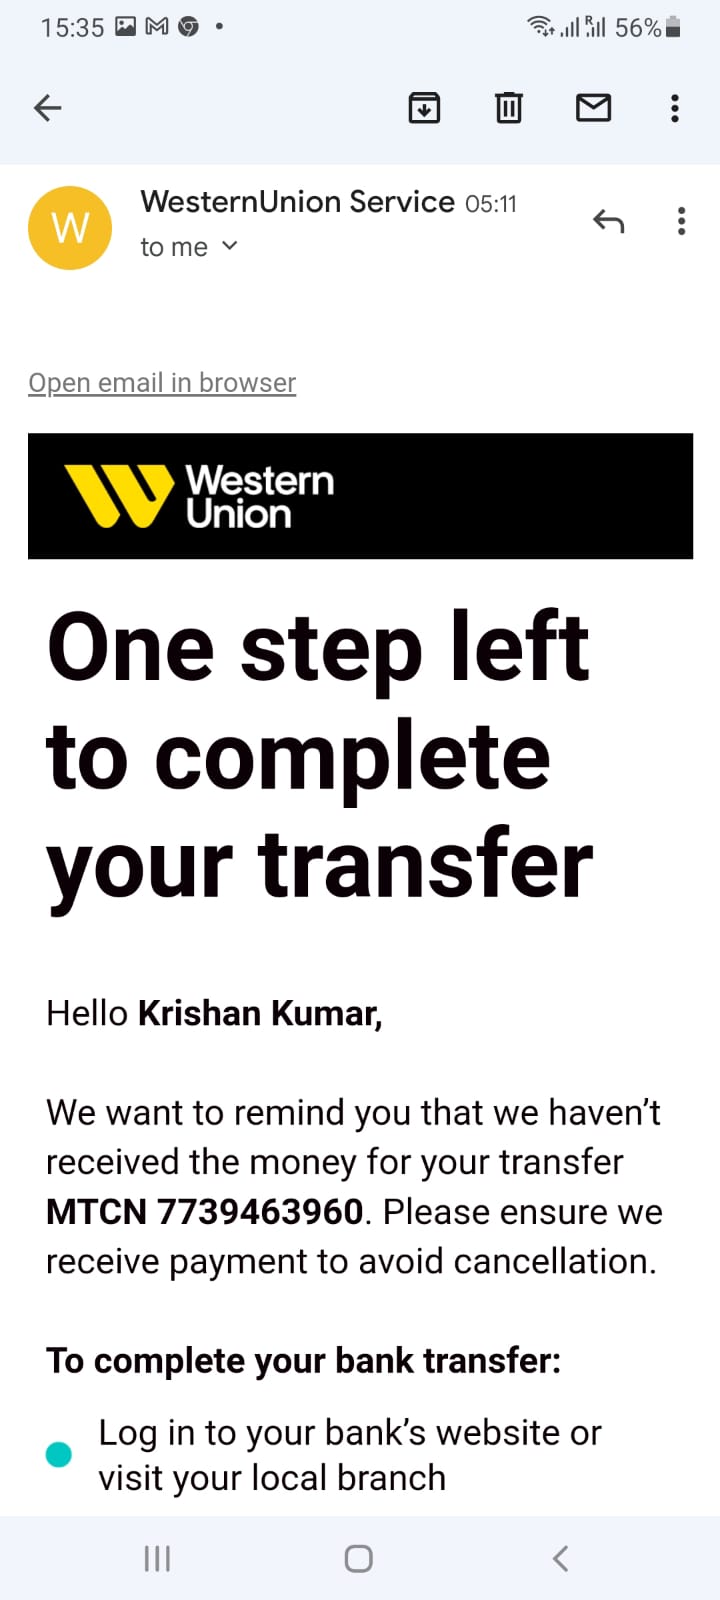 15:35
56%
W
WesternUnion Service 05:11
to me
Open email in browser
Western
Union
One step left
to complete
your transfer
Hello Krishan Kumar,
We want to remind you that we haven’t
received the money for your transfer
MTCN 7739463960. Please ensure we
receive payment to avoid cancellation.
To complete your bank transfer:
Log in to your bank’s website or
visit your local branch